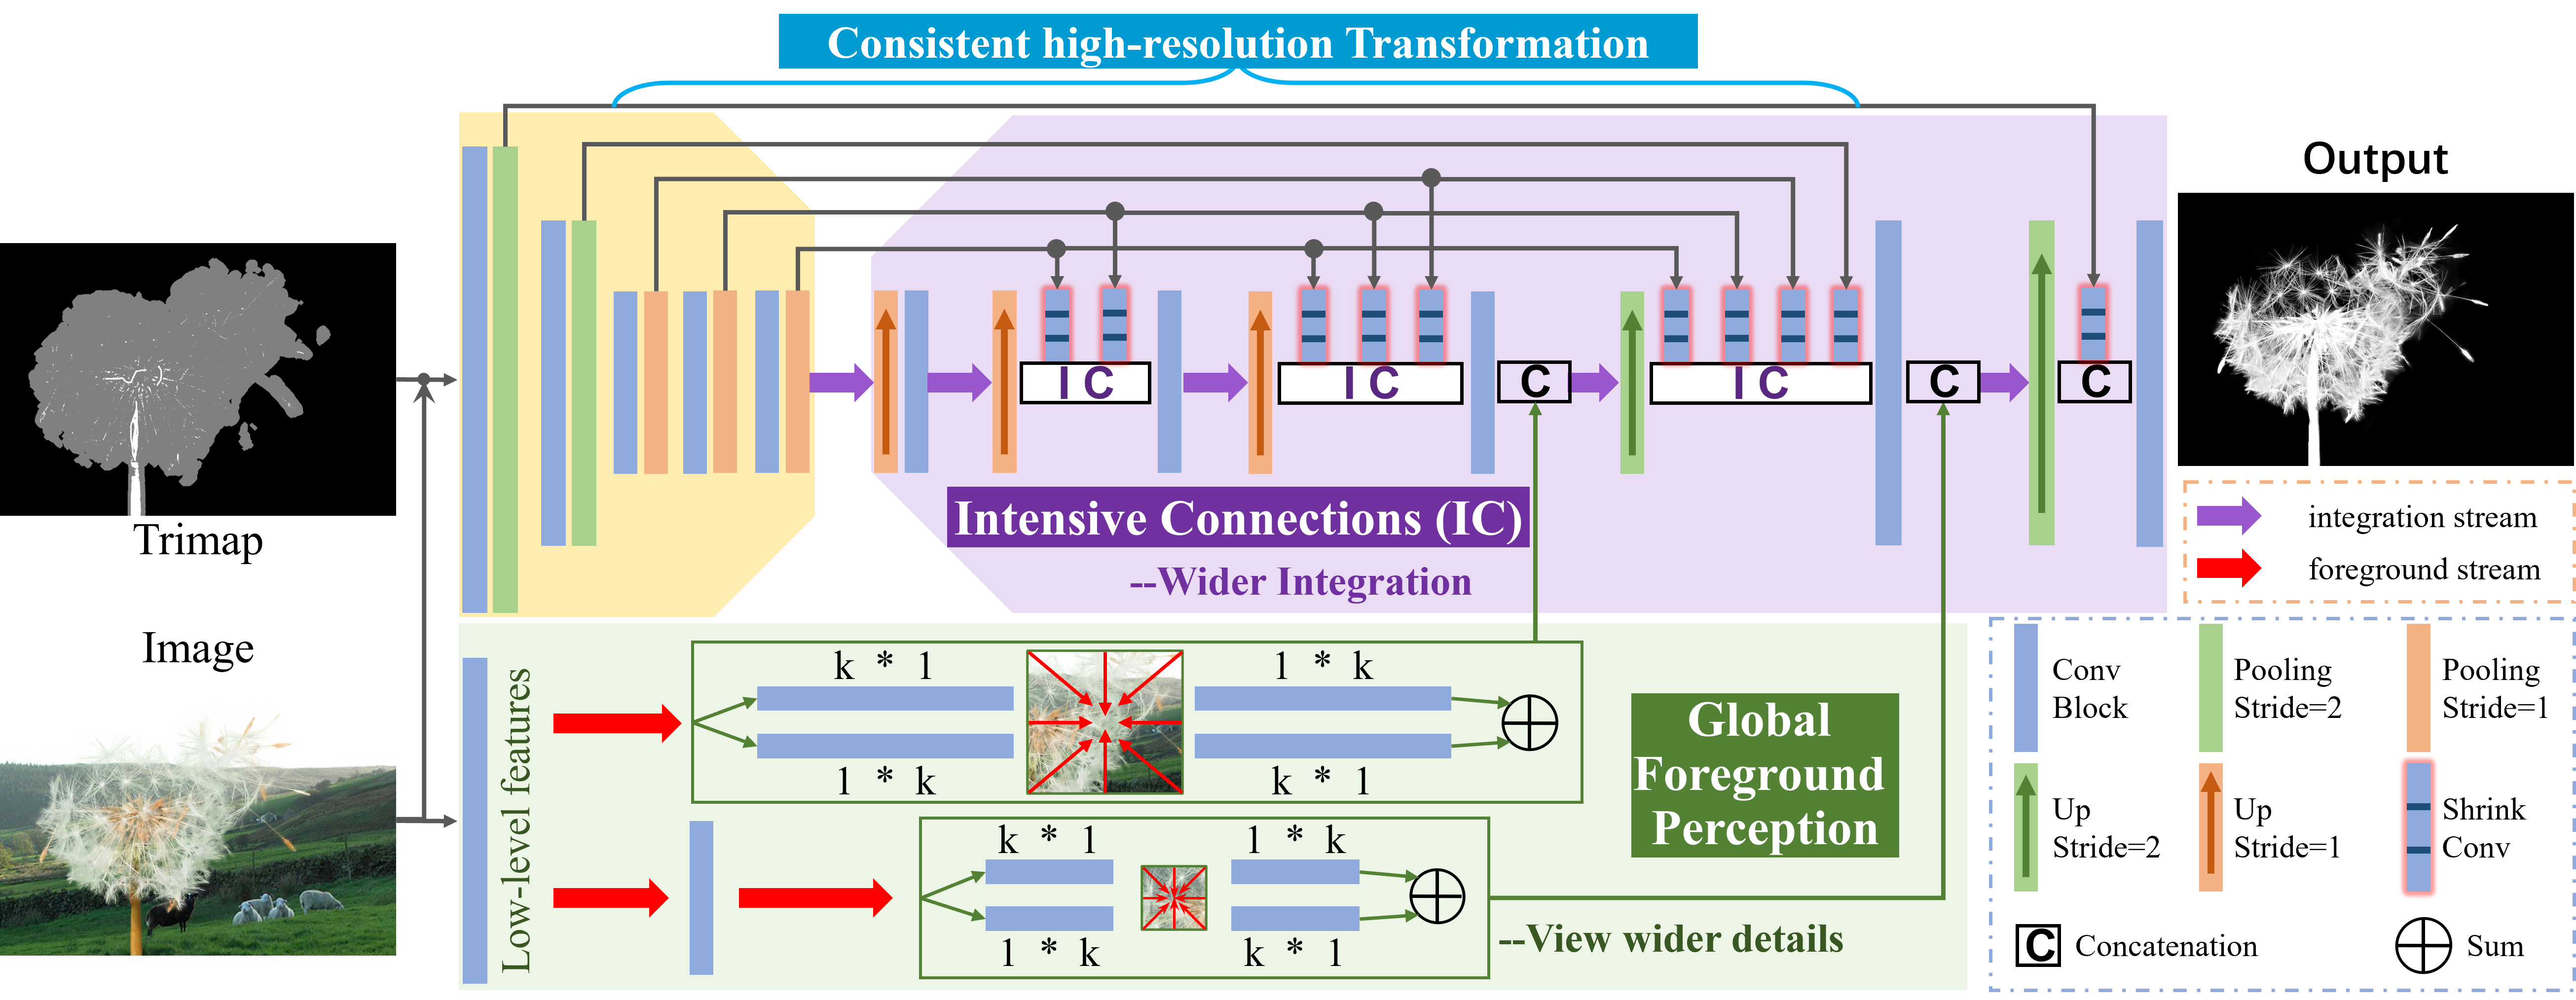 Consistent high-resolution Transformation
Output
Trimap
Image
I C
I C
C
I C
C
C
Intensive Connections (IC)
--Wider Integration
integration stream
foreground stream
Low-level features
k * 1
1 * k
1 * k
k * 1
k * 1
1 * k
1 * k
k * 1
Global
Foreground
Perception
--View wider details
Conv
Block
Pooling
Stride=2
Pooling
Stride=1
Up
Stride=2
Up
Stride=1
Shrink
Conv
C
Concatenation
Sum